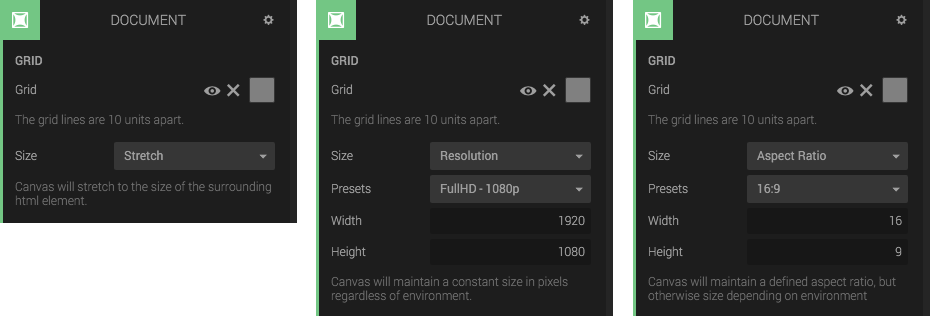 DOCUMENT
GRID
Grid
The grid lines are 10 units apart.
Size Stretch
Canvas will stretch to the size of the surrounding
html element.
DOCUMENT
GRID
Grid
The grid lines are 10 units apart.
Size Resolution
Presets FullHD - 1080p
Width 1920
Height 1080
Canvas will maintain a constant size in pixels
regardless of environment.
DOCUMENT
GRID
Grid
The grid lines are 10 units apart.
Size Aspect Ratio
Presets 16:9
Width 16
Height 9
Canvas will maintain a defined aspect ratio, but
otherwise size depending on environment